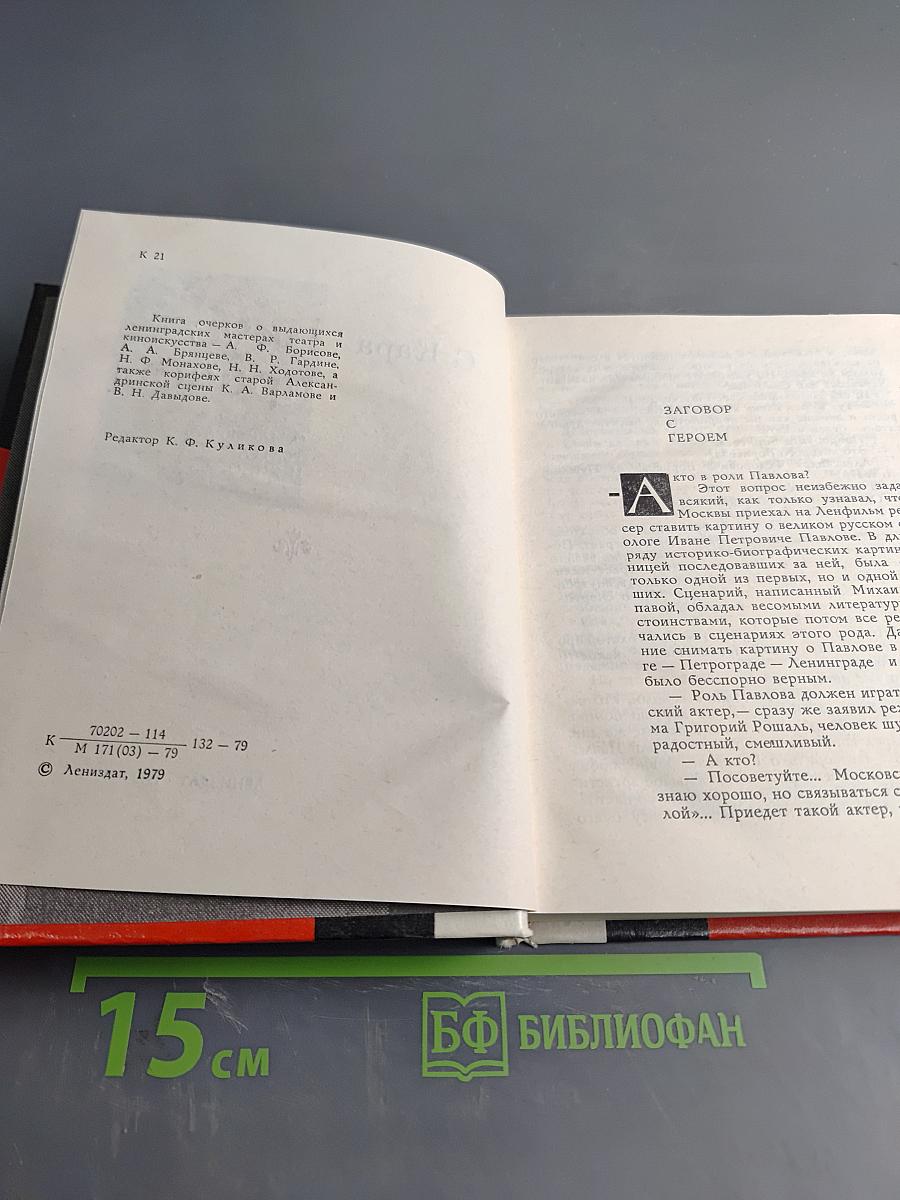 К 21
Книга очерков о выдающихся
ленинградских мастерах театра и
киноискусства — А. Ф. Борисове,
А. А. Брянцеве, В. Р. Гардине,
Н. Ф Монахове, Н. Н. Ходотове, а
также корифеях старой Алексан-
дринской сцены К. А. Варламове и
В. Н. Давыдове.
Редактор К. Ф. Куликова
К 70202 — 114
М 171(03) — 79 132 — 79
© Лениздат, 1979
ЗАГОВОР
С
ГЕРОЕМ
А кто в роли Павлова?
Этот вопрос неизбежно зада
всякий, как только узнавал, чт
Москвы приехал на Ленфильм ре
сер ставить картину о великом русском
ологе Иване Петровиче Павлове. В дл
ряду историко-биографических картин
ницей последовавших за ней, была
только одной из первых, но и одной
ших. Сценарий, написанный Михаи
павой, обладал весомыми литератур
стоинствами, которые потом все ре
чались в сценариях этого рода. Да
ние снимать картину о Павлове в
ге — Петрограде — Ленинграде и
было бесспорно верным.
— Роль Павлова должен играт
ский актер,— сразу же заявил реж
ма Григорий Рошаль, человек шу
радостный, смешливый.
— А кто?
— Посоветуйте... Московс
знаю хорошо, но связываться с
лой»... Приедет такой актер,
15 см
БФ БИБЛИОФАН